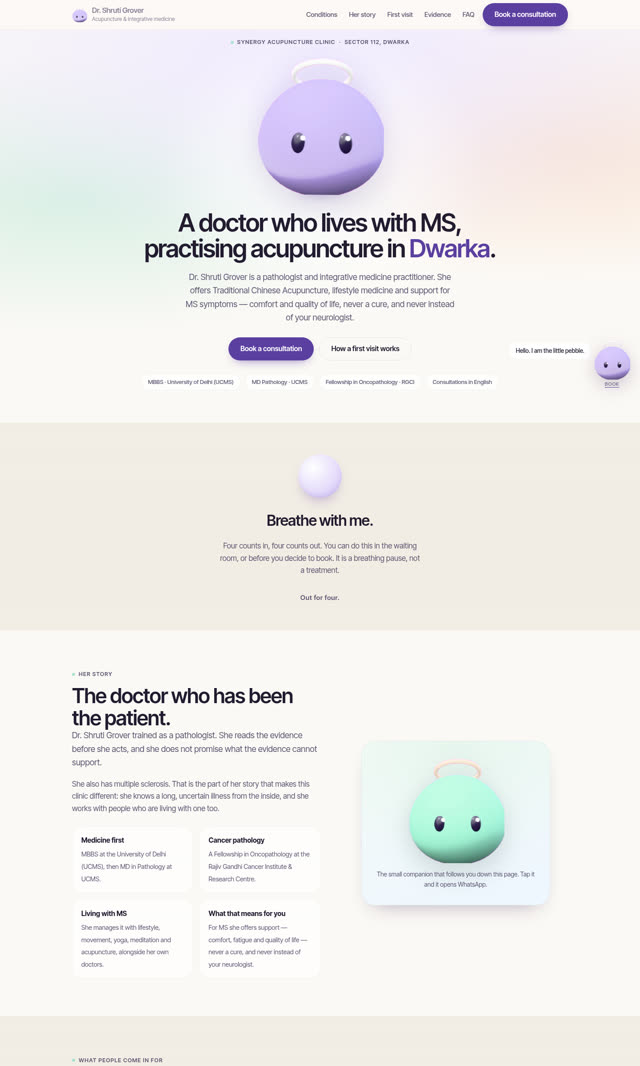 Dr. Shruti Grover
Acupuncture & integrative medicine
Conditions
Her story
First visit
Evidence
FAQ
Book a consultation
SYNERGY ACUPUNCTURE CLINIC · SECTOR 112, DWARKA
A doctor who lives with MS,
practising acupuncture in Dwarka.
Dr. Shruti Grover is a pathologist and integrative medicine practitioner. She
offers Traditional Chinese Acupuncture, lifestyle medicine and support for
MS symptoms — comfort and quality of life, never a cure, and never instead
of your neurologist.
Book a consultation
How a first visit works
Hello. I am the little pebble.
BOOK
MBBS · University of Delhi (UCMS)
MD Pathology · UCMS
Fellowship in Oncopathology · RGCI
Consultations in English
Breathe with me.
Four counts in, four counts out. You can do this in the waiting
room, or before you decide to book. It is a breathing pause, not
a treatment.
Out for four.
HER STORY
The doctor who has been
the patient.
Dr. Shruti Grover trained as a pathologist. She reads the evidence
before she acts, and she does not promise what the evidence cannot
support.
She also has multiple sclerosis. That is the part of her story that makes this
clinic different: she knows a long, uncertain illness from the inside, and she
works with people who are living with one too.
Medicine first
MBBS at the University of Delhi
(UCMS), then MD in Pathology at
UCMS.
Cancer pathology
A Fellowship in Oncopathology at the
Rajiv Gandhi Cancer Institute &
Research Centre.
Living with MS
She manages it with lifestyle,
movement, yoga, meditation and
acupuncture, alongside her own
doctors.
What that means for you
For MS she offers support —
comfort, fatigue and quality of life —
never a cure, and never instead of
your neurologist.
The small companion that follows you down this page. Tap it
and it opens WhatsApp.
WHAT PEOPLE COME IN FOR